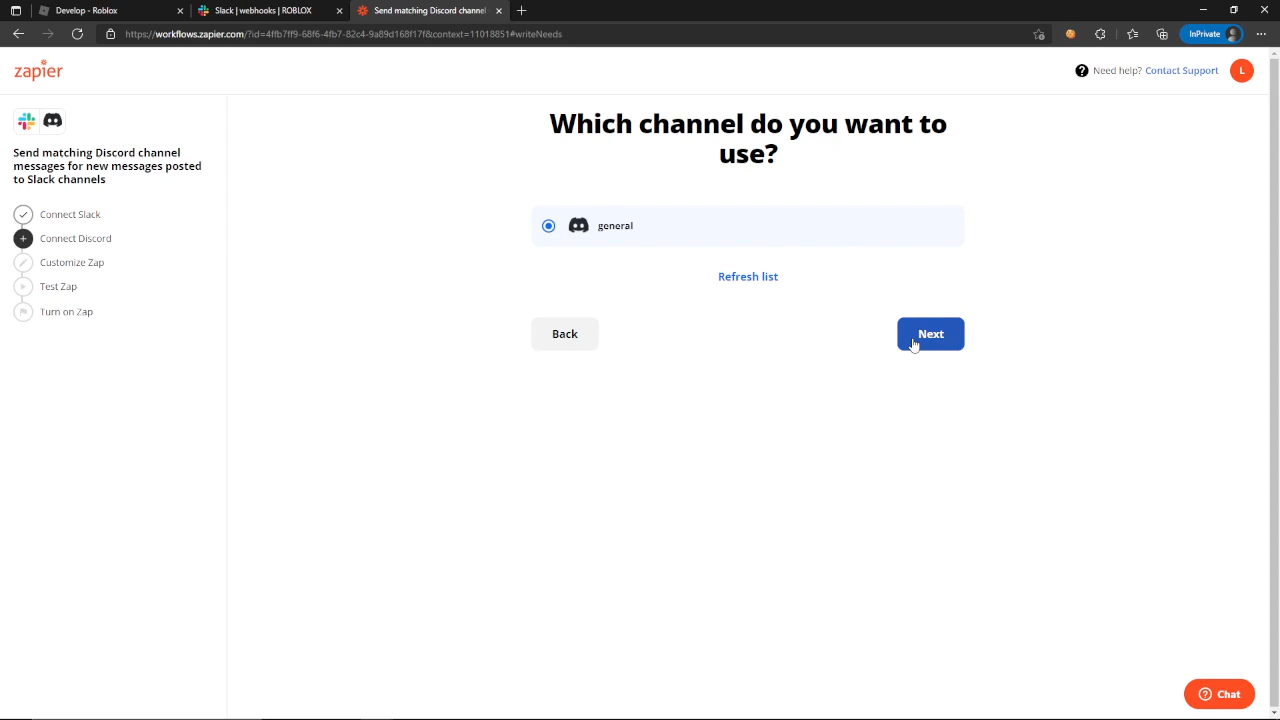 Develop - Roblox
Slack | webhooks | ROBLOX
Send matching Discord channel
https://workflows.zapier.com/?id=4ffb7ff9-68f6-4fb7-82c4-9a89d168f17f&context=11018851#writeNeeds
InPrivate
zapier
Need help? Contact Support
L
Send matching Discord channel
messages for new messages posted
to Slack channels
Connect Slack
Connect Discord
Customize Zap
Test Zap
Turn on Zap
Which channel do you want to
use?
general
Refresh list
Back
Next
Chat